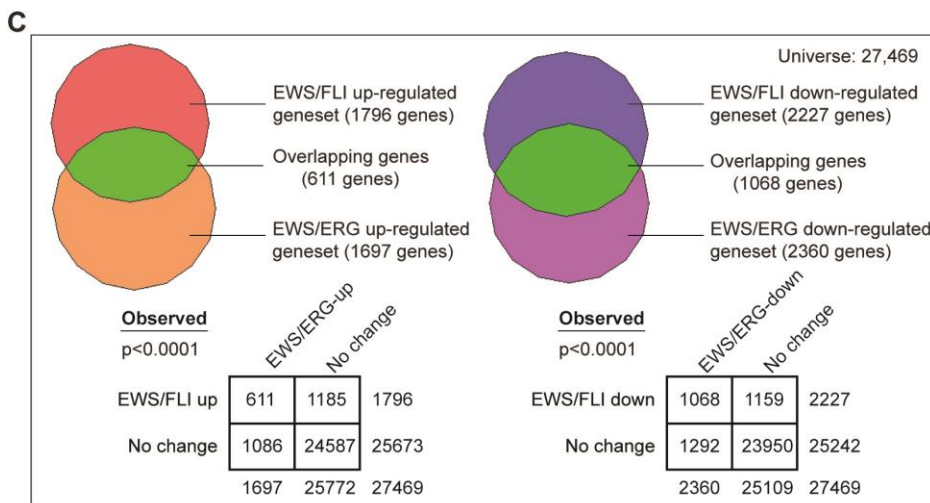 C
Universe: 27,469
EWS/FLI up-regulated
geneset (1796 genes)
Overlapping genes
(611 genes)
EWS/ERG up-regulated
geneset (1697 genes)
EWS/FLI down-regulated
geneset (2227 genes)
Overlapping genes
(1068 genes)
EWS/ERG down-regulated
geneset (2360 genes)
Observed
p<0.0001
EWS/ERG-up
No change
EWS/FLI up 611 1185 1796
No change 1086 24587 25673
1697 25772 27469
Observed
p<0.0001
EWS/ERG-down
No change
EWS/FLI down 1068 1159 2227
No change 1292 23950 25242
2360 25109 27469